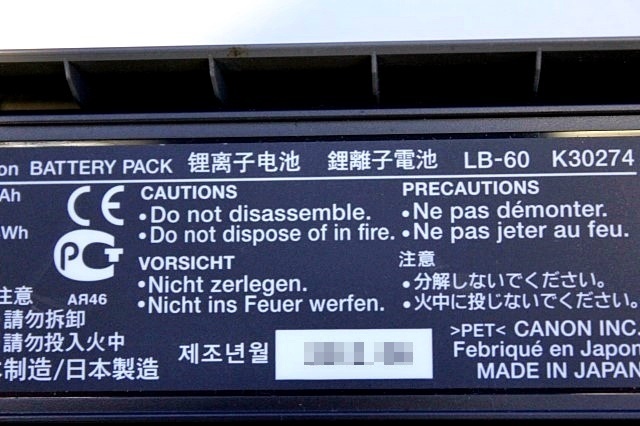 on BATTERY PACK 锂离子电池 鋰離子電池 LB-60 K30274
Ah
Wh
CE
CAUTIONS
•Do not disassemble.
•Do not dispose of in fire.
VORSICHT
•Nicht zerlegen.
•Nicht ins Feuer werfen.
PRECAUTIONS
•Ne pas démonter.
•Ne pas jeter au feu.
注意
•分解しないでください。
•火中に投じないでください。
PCT
АЯ46
注意
請勿拆卸
請勿投入火中
制造/日本製造
제조년월
>PET< CANON INC.
Fabriqué en Japon
MADE IN JAPAN